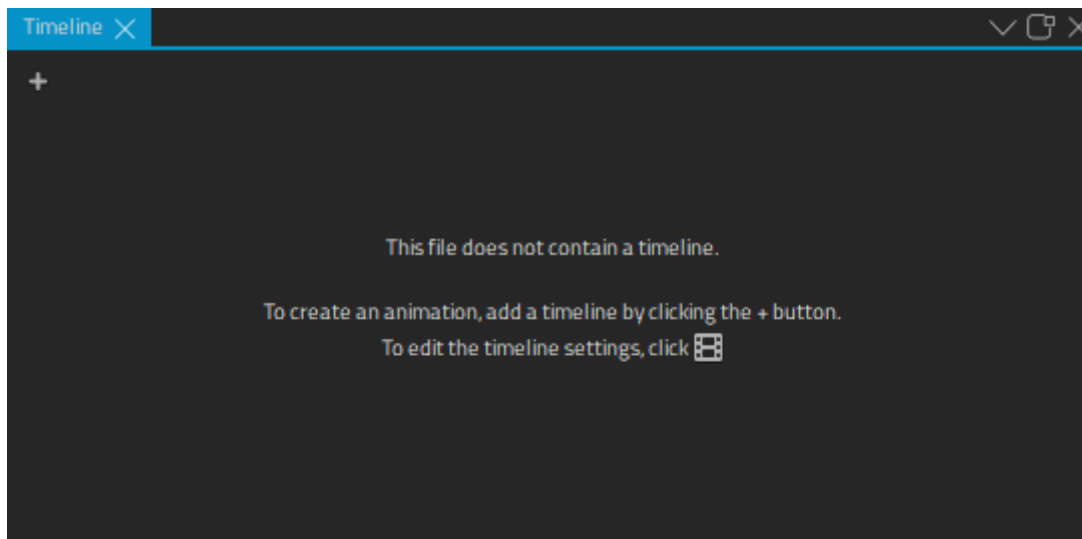 Timeline
This file does not contain a timeline.
To create an animation, add a timeline by clicking the + button.
To edit the timeline settings, click